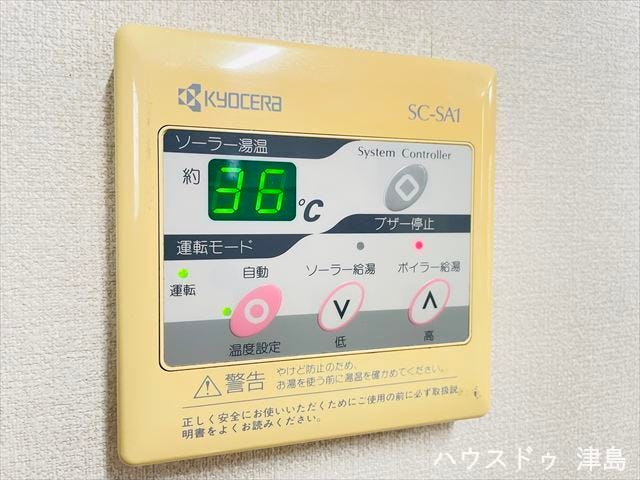 KYOCERA
SC-SA1
ソーラー湯温
System Controller
約 36 °C
ブザー停止
運転モード
運転
自動
ソーラー給湯
ボイラー給湯
温度設定
低
高
警告
やけど防止のため、
お湯を使う前に湯温を確かめてください。
正しく安全にお使いいただくためにご使用の前に必ず取扱説
明書をよくお読みください。
ハウスドゥ 津島